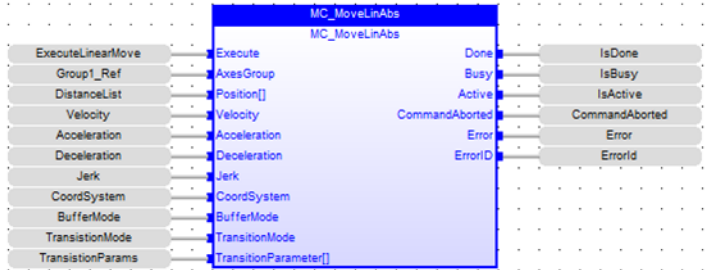 MC_MoveLinAbs
MC_MoveLinAbs
ExecuteLinearMove Execute Done IsDone
Group1_Ref AxesGroup Busy IsBusy
DistanceList Position[] Active IsActive
Velocity Velocity CommandAborted CommandAborted
Acceleration Acceleration Error Error
Deceleration Deceleration ErrorID ErrorId
Jerk Jerk
CoordSystem CoordSystem
BufferMode BufferMode
TransistionMode TransitionMode
TransistionParams TransitionParameter[]